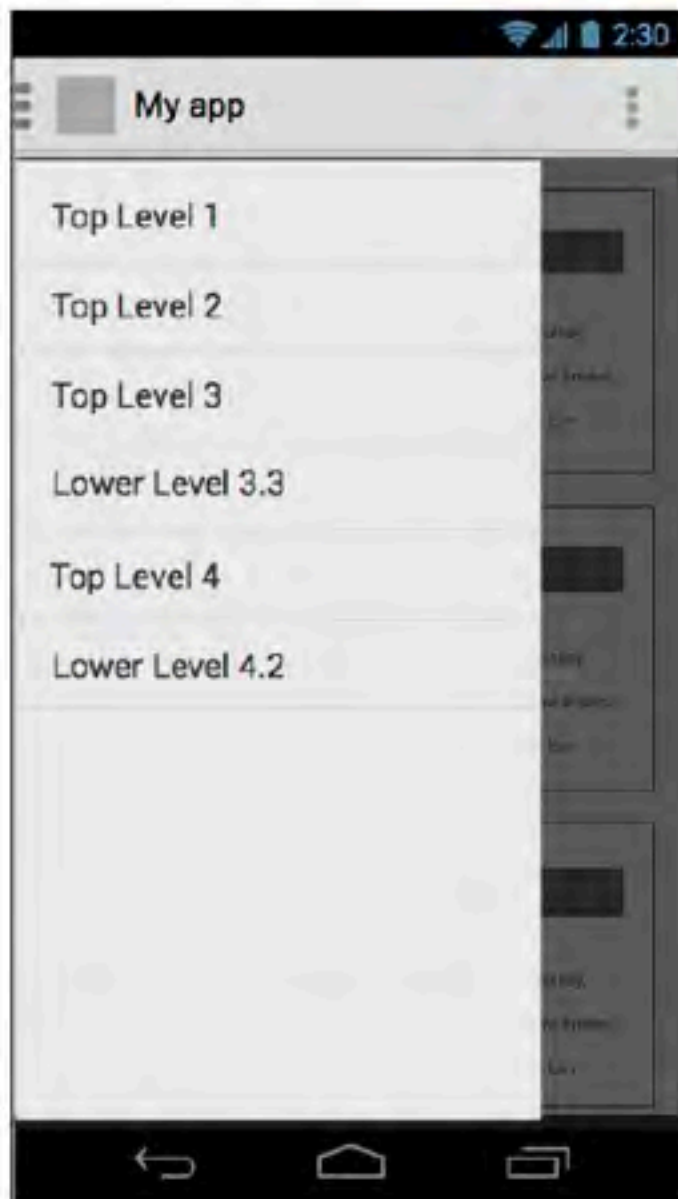 2:30
My app
Top Level 1
Top Level 2
Top Level 3
Lower Level 3.3
Top Level 4
Lower Level 4.2